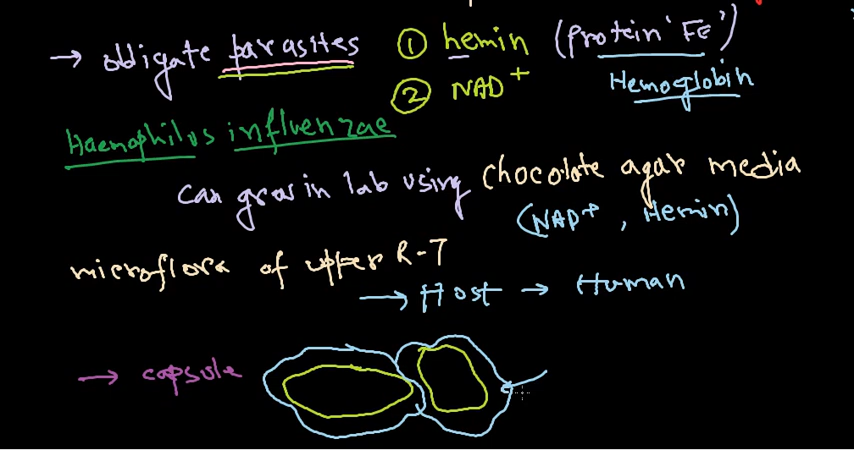 → obligate parasites ① hemin (protein 'Fe')
② NAD+ Hemoglobin
Haemophilus influenzae
can grow in lab using chocolate agar media
(NAD+, Hemin)
microflora of upper R-T
→ Host → Human
→ capsule